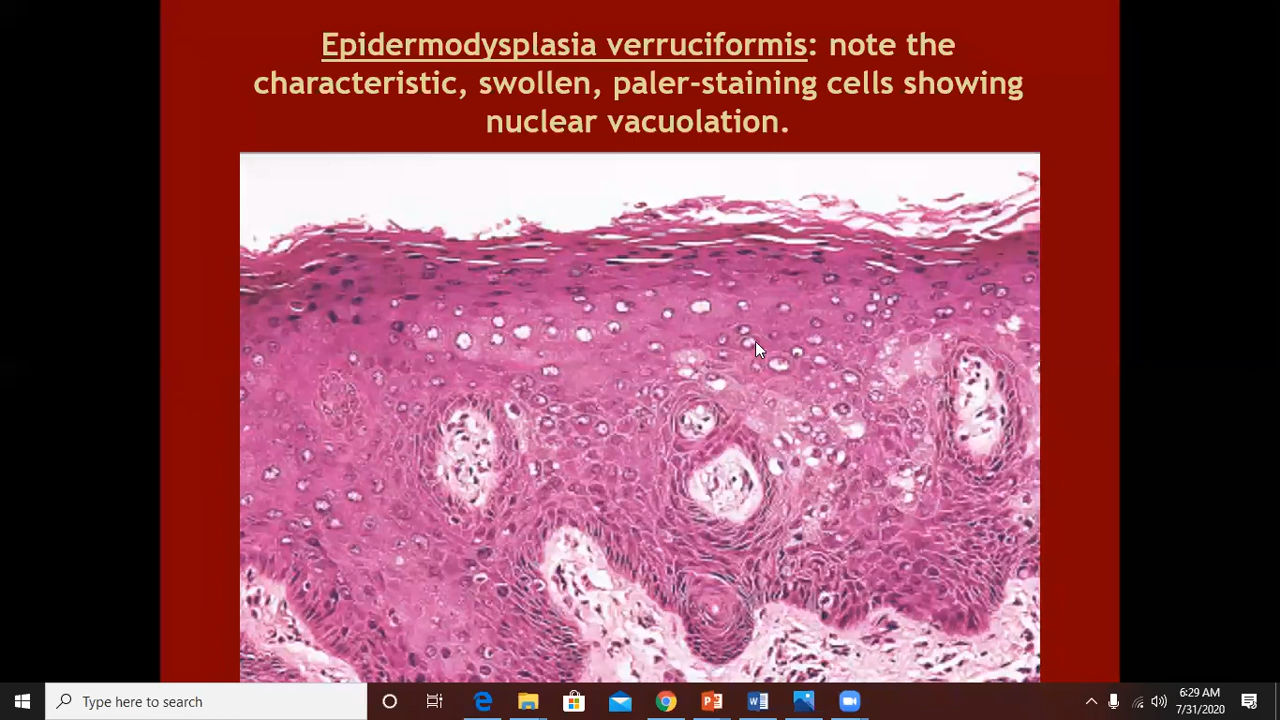 Epidermodysplasia verruciformis: note the
characteristic, swollen, paler-staining cells showing
nuclear vacuolation.
Type here to search
6:29 AM
7/31/2020